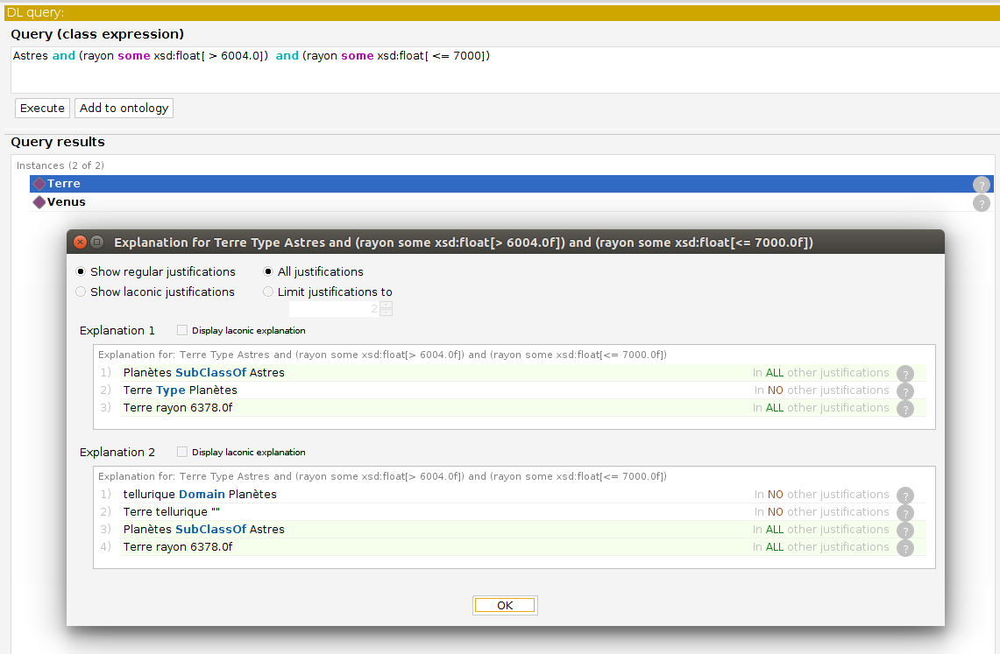 DL query:
Query (class expression)
Astres and (rayon some xsd:float[ > 6004.0])  and (rayon some xsd:float[ <= 7000])
Execute Add to ontology
Query results
Instances (2 of 2)
Terre ?
Venus ?
Explanation for Terre Type Astres and (rayon some xsd:float[> 6004.0f]) and (rayon some xsd:float[<= 7000.0f])
Show regular justifications All justifications
Show laconic justifications Limit justifications to
2
Explanation 1 Display laconic explanation
Explanation for: Terre Type Astres and (rayon some xsd:float[> 6004.0f]) and (rayon some xsd:float[<= 7000.0f])
1) Planètes SubClassOf Astres In ALL other justifications ?
2) Terre Type Planètes In NO other justifications ?
3) Terre rayon 6378.0f In ALL other justifications ?
Explanation 2 Display laconic explanation
Explanation for: Terre Type Astres and (rayon some xsd:float[> 6004.0f]) and (rayon some xsd:float[<= 7000.0f])
1) tellurique Domain Planètes In NO other justifications ?
2) Terre tellurique "" In NO other justifications ?
3) Planètes SubClassOf Astres In ALL other justifications ?
4) Terre rayon 6378.0f In ALL other justifications ?
OK